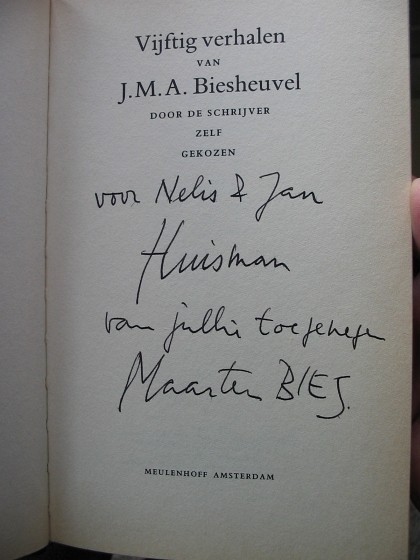 Vijftig verhalen
VAN
J.M.A. Biesheuvel
DOOR DE SCHRIJVER
ZELF
GEKOZEN
voor Nelis & Jan
Huisman
van jullie toegenegen
Maarten BIES.
MEULENHOFF AMSTERDAM